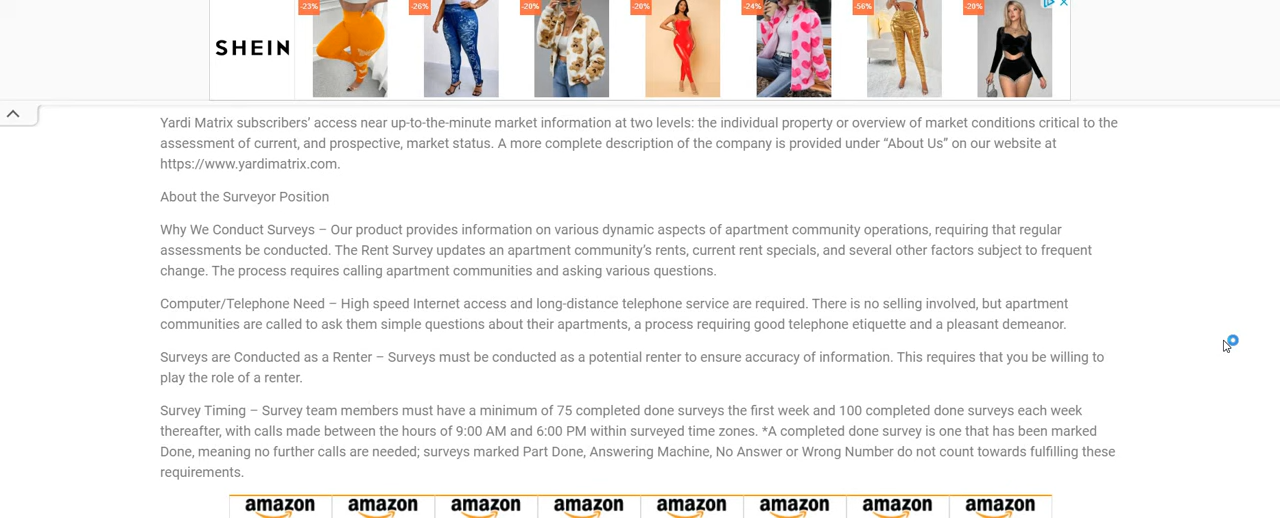 -23%
-26%
-20%
-20%
-24%
-56%
-20%
SHEIN
Yardi Matrix subscribers’ access near up-to-the-minute market information at two levels: the individual property or overview of market conditions critical to the
assessment of current, and prospective, market status. A more complete description of the company is provided under “About Us” on our website at
https://www.yardimatrix.com.
About the Surveyor Position
Why We Conduct Surveys – Our product provides information on various dynamic aspects of apartment community operations, requiring that regular
assessments be conducted. The Rent Survey updates an apartment community’s rents, current rent specials, and several other factors subject to frequent
change. The process requires calling apartment communities and asking various questions.
Computer/Telephone Need – High speed Internet access and long-distance telephone service are required. There is no selling involved, but apartment
communities are called to ask them simple questions about their apartments, a process requiring good telephone etiquette and a pleasant demeanor.
Surveys are Conducted as a Renter – Surveys must be conducted as a potential renter to ensure accuracy of information. This requires that you be willing to
play the role of a renter.
Survey Timing – Survey team members must have a minimum of 75 completed done surveys the first week and 100 completed done surveys each week
thereafter, with calls made between the hours of 9:00 AM and 6:00 PM within surveyed time zones. *A completed done survey is one that has been marked
Done, meaning no further calls are needed; surveys marked Part Done, Answering Machine, No Answer or Wrong Number do not count towards fulfilling these
requirements.
amazon amazon amazon amazon amazon amazon amazon amazon